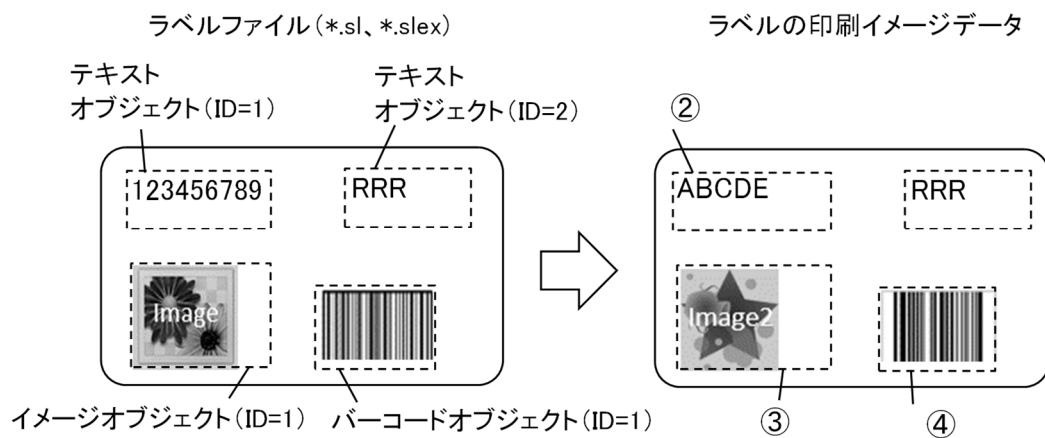 ラベルファイル(*.sl、*.slex)
ラベルの印刷イメージデータ
テキスト
オブジェクト(ID=1)
テキスト
オブジェクト(ID=2)
②
123456789
RRR
ABCDE
RRR
Image
Image2
イメージオブジェクト(ID=1)
バーコードオブジェクト(ID=1)
③
④